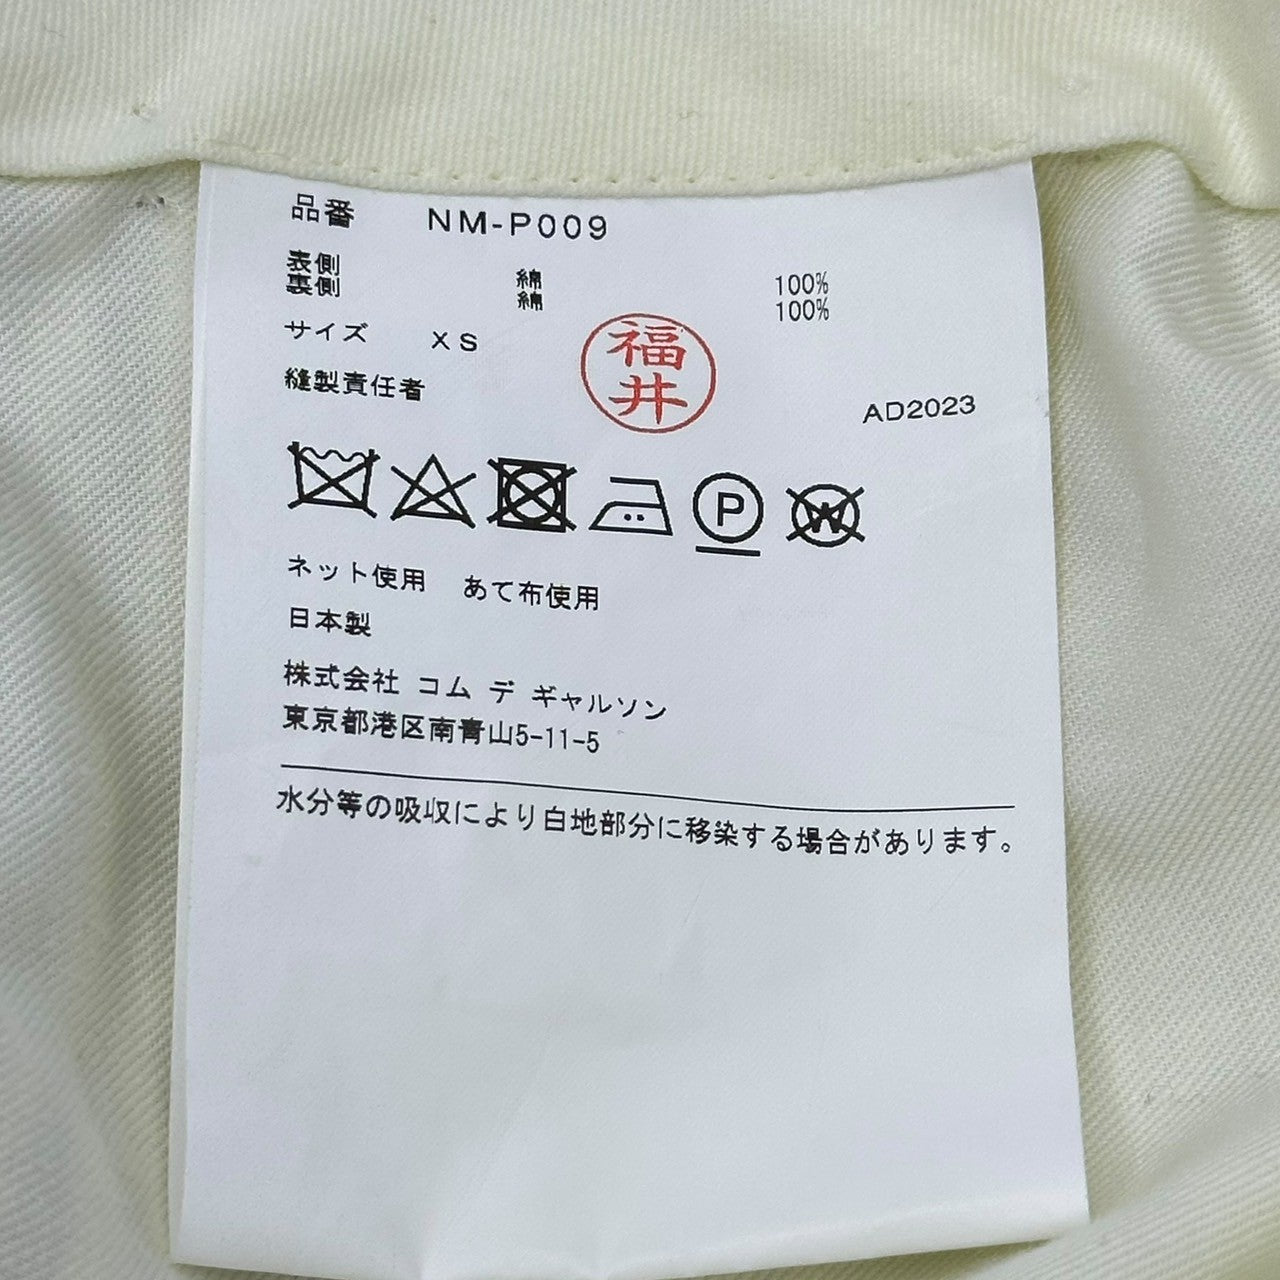 品番 NM-P009
表側 綿 100%
裏側 綿 100%
サイズ XS
縫製責任者 福井
AD2023
P W
ネット使用 あて布使用
日本製
株式会社 コム デ ギャルソン
東京都港区南青山5-11-5
水分等の吸収により白地部分に移染する場合があります。